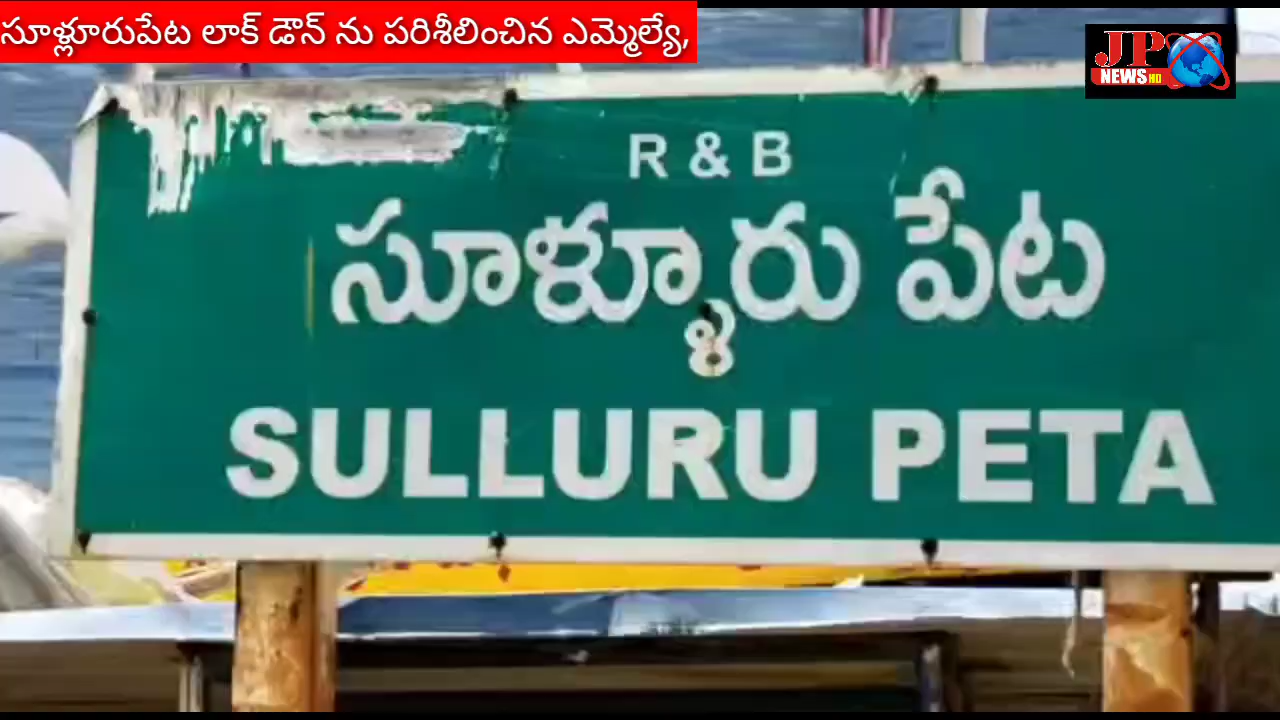 సూళ్లూరుపేట లాక్ డౌన్ ను పరిశీలించిన ఎమ్మెల్యే,
JP
NEWS HD
R & B
సూళ్ళూరు పేట
SULLURU PETA